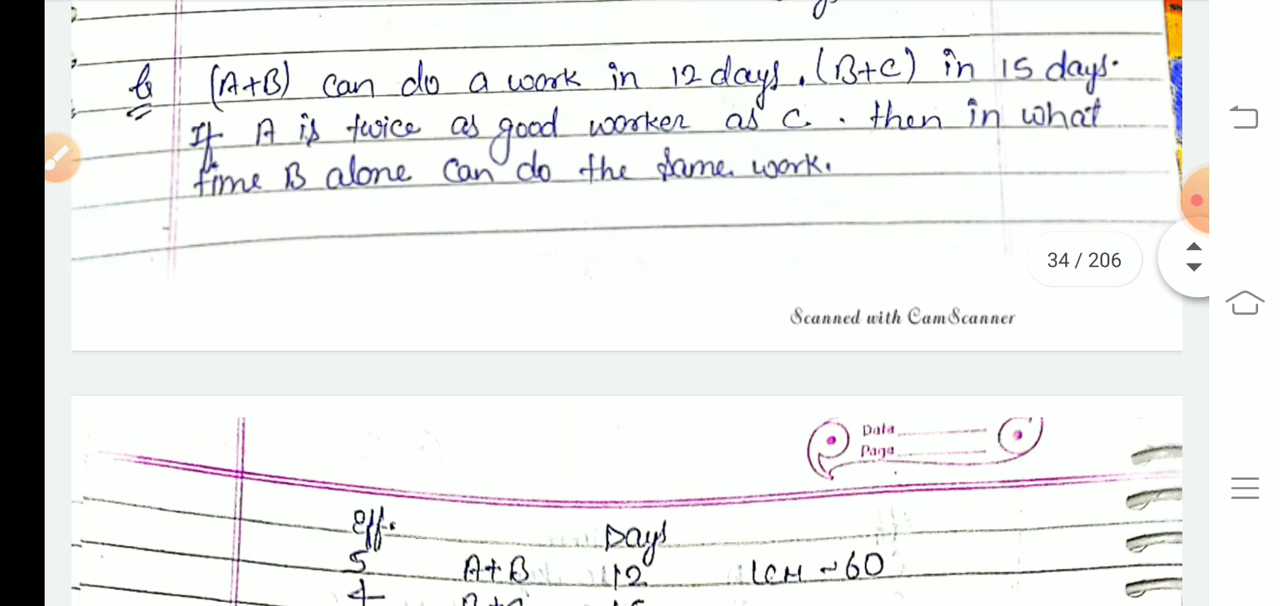 Q (A+B) can do a work in 12 days. (B+C) in 15 days.
If A is twice as good worker as C. then in what
time B alone can do the same work.
34 / 206
Scanned with CamScanner
Date
Page
Eff. Days
5 A+B 12 LCM ~ 60
4